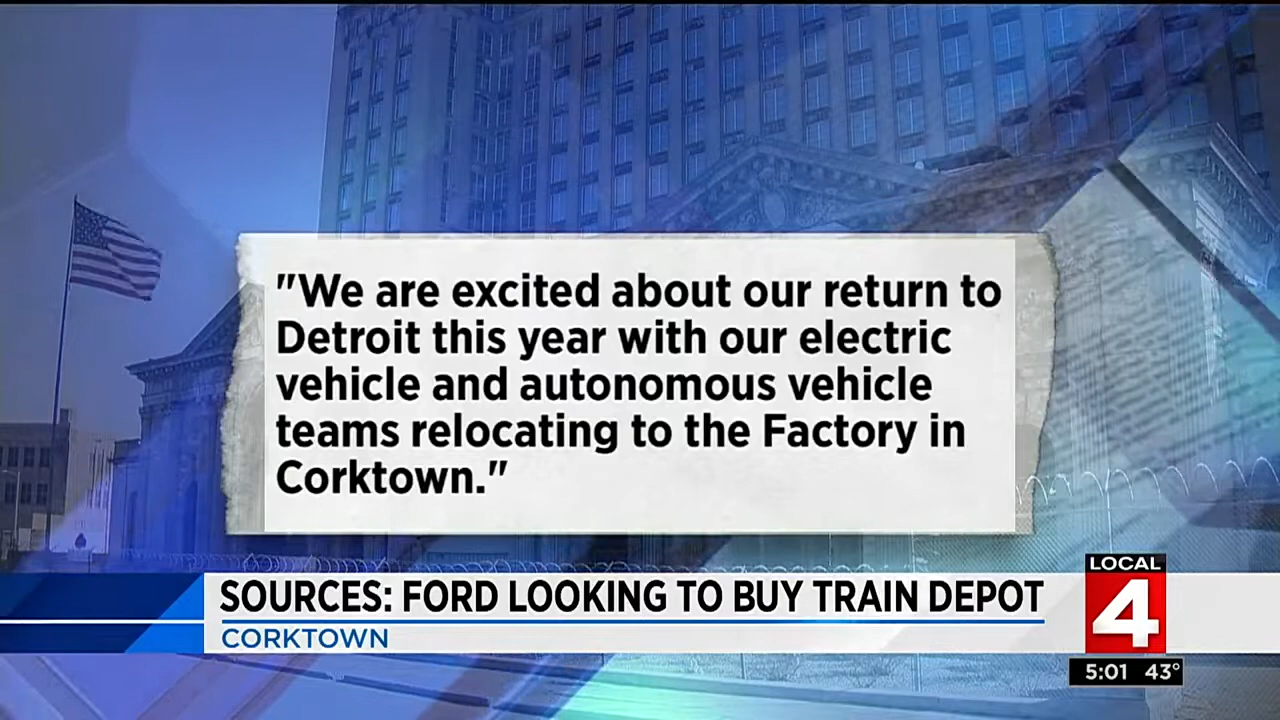 "We are excited about our return to
Detroit this year with our electric
vehicle and autonomous vehicle
teams relocating to the Factory in
Corktown."
SOURCES: FORD LOOKING TO BUY TRAIN DEPOT
CORKTOWN
LOCAL
4
5:01 43°